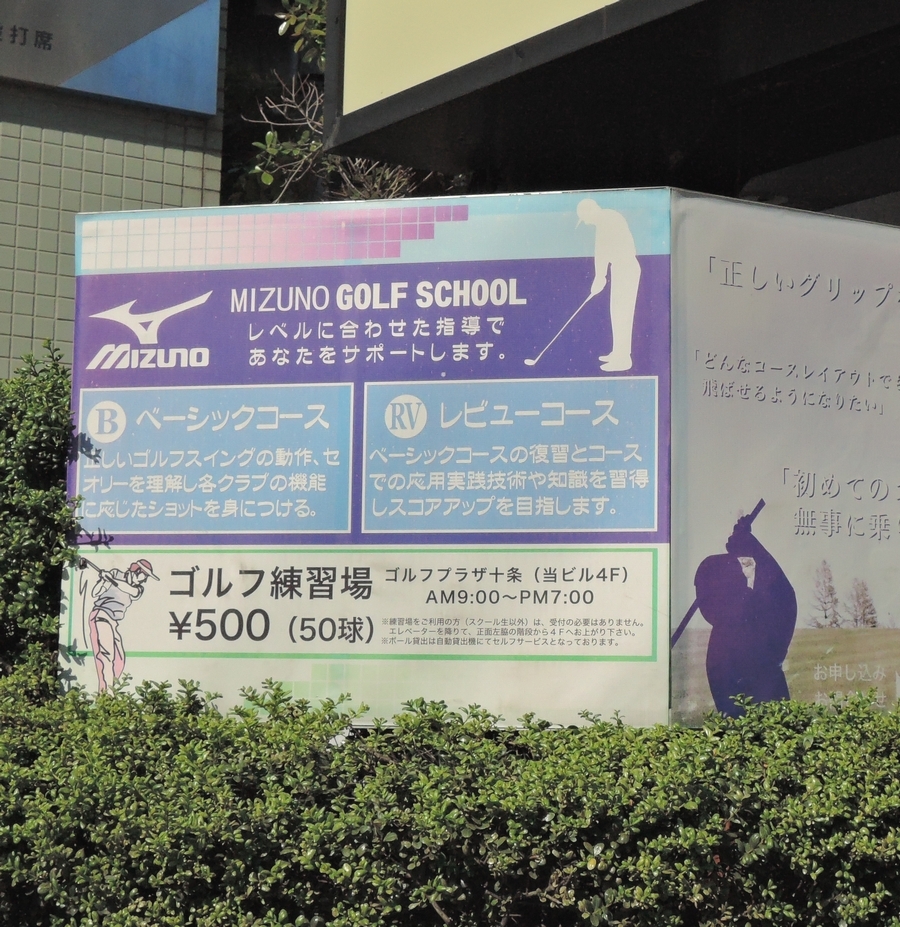 打席
MIZUNO
MIZUNO GOLF SCHOOL
レベルに合わせた指導で
あなたをサポートします。
B ベーシックコース
正しいゴルフスイングの動作、セ
オリーを理解し各クラブの機能
に応じたショットを身につける。
RV レビューコース
ベーシックコースの復習とコース
での応用実践技術や知識を習得
しスコアアップを目指します。
ゴルフ練習場
¥500（50球）
ゴルフプラザ十条（当ビル4F）
AM9:00〜PM7:00
※練習場をご利用の方（スクール生以外）は、受付の必要はありません。
エレベーターを降りて、正面左脇の階段から4Fへお上がり下さい。
※ボール貸出は自動貸出機にてセルフサービスとなっております。
「正しいグリップ
「どんなコースレイアウトで
飛ばせるようになりたい」
「初めての
無事に乗
お申し込み